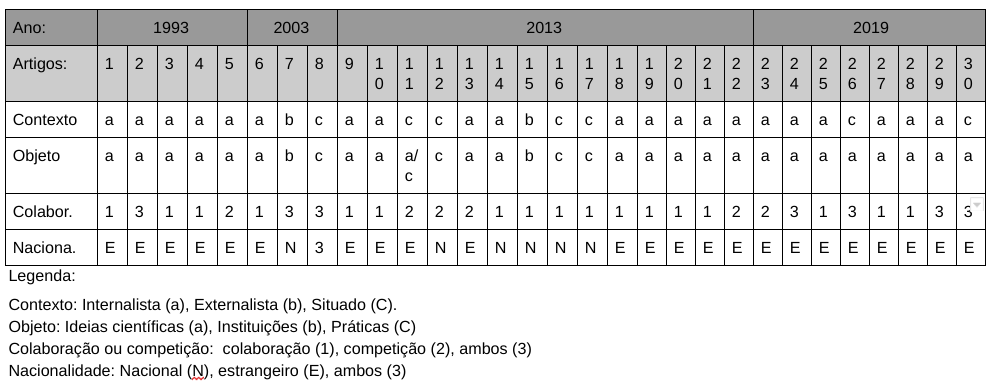 Ano: 1993 2003 2013 2019
Artigos: 1 2 3 4 5 6 7 8 9 10 11 12 13 14 15 16 17 18 19 20 21 22 23 24 25 26 27 28 29 30
Contexto a a a a a a b c a a c c a a b c c a a a a a a a a c a a a c
Objeto a a a a a a b c a a a/c c a a b c c a a a a a a a a a a a a a
Colabor. 1 3 1 1 2 1 3 3 1 1 2 2 2 1 1 1 1 1 1 1 1 2 2 3 1 3 1 1 3 3
Naciona. E E E E E E N 3 E E E N E N N N N E E E E E E E E E E E E E
Legenda:
Contexto: Internalista (a), Externalista (b), Situado (C).
Objeto: Ideias científicas (a), Instituições (b), Práticas (C)
Colaboração ou competição: colaboração (1), competição (2), ambos (3)
Nacionalidade: Nacional (N), estrangeiro (E), ambos (3)